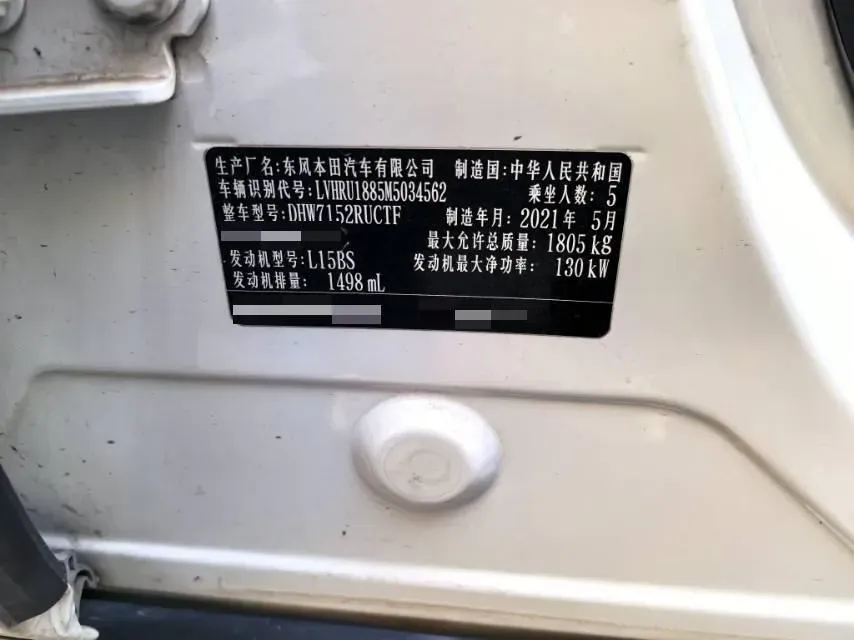 生产厂名:东风本田汽车有限公司 制造国:中华人民共和国
车辆识别代号:LVHRU1885M5034562 乘坐人数: 5
整车型号:DHW7152RUCTF 制造年月: 2021年 5月
最大允许总质量: 1805 kg
发动机型号:L15BS 发动机最大净功率: 130 kW
发动机排量: 1498 mL